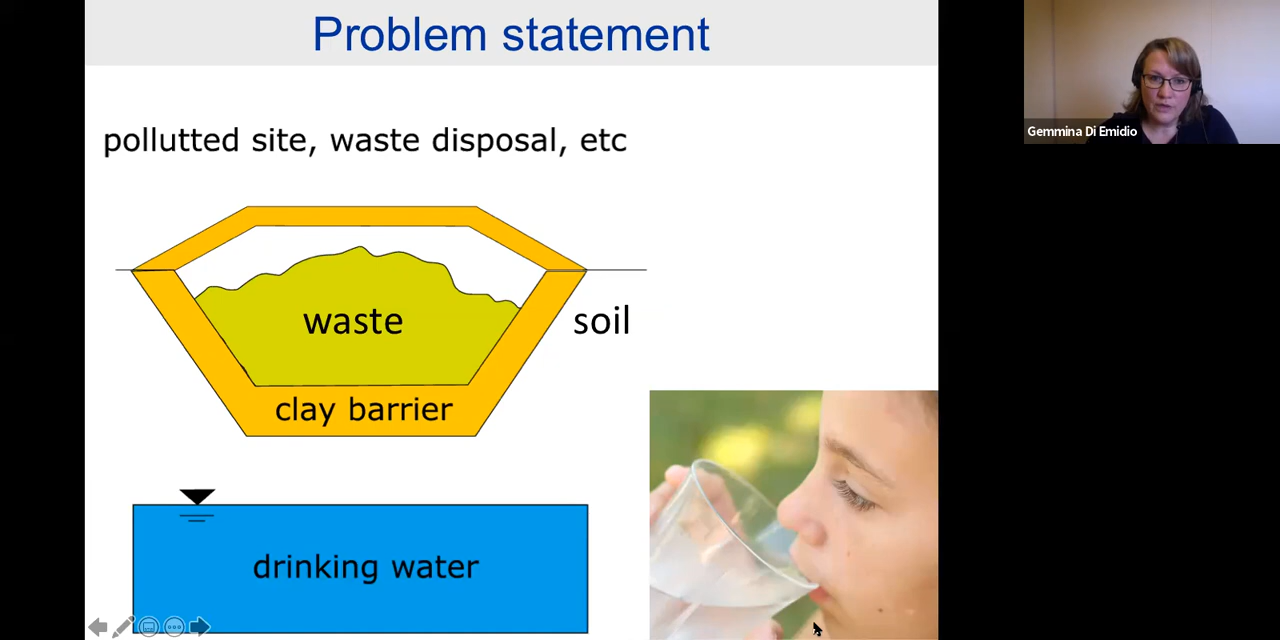 Problem statement
pollutted site, waste disposal, etc
waste
soil
clay barrier
drinking water
Gemmina Di Emidio